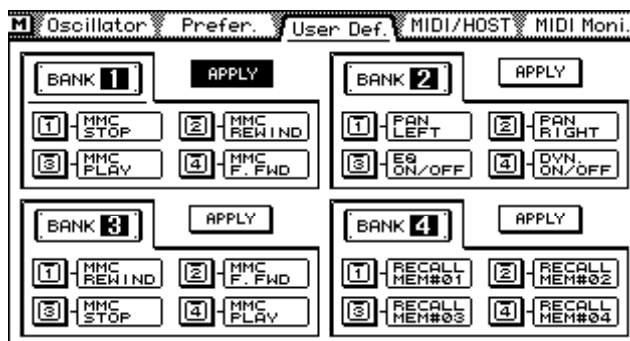 M Oscillator Prefer. User Def. MIDI/HOST MIDI Moni.
BANK 1 APPLY BANK 2 APPLY
1 MMC STOP 2 MMC REWIND 1 PAN LEFT 2 PAN RIGHT
3 MMC PLAY 4 MMC F.FWD 3 EQ ON/OFF 4 DYN. ON/OFF
BANK 3 APPLY BANK 4 APPLY
1 MMC REWIND 2 MMC F.FWD 1 RECALL MEM#01 2 RECALL MEM#02
3 MMC STOP 4 MMC PLAY 3 RECALL MEM#03 4 RECALL MEM#04